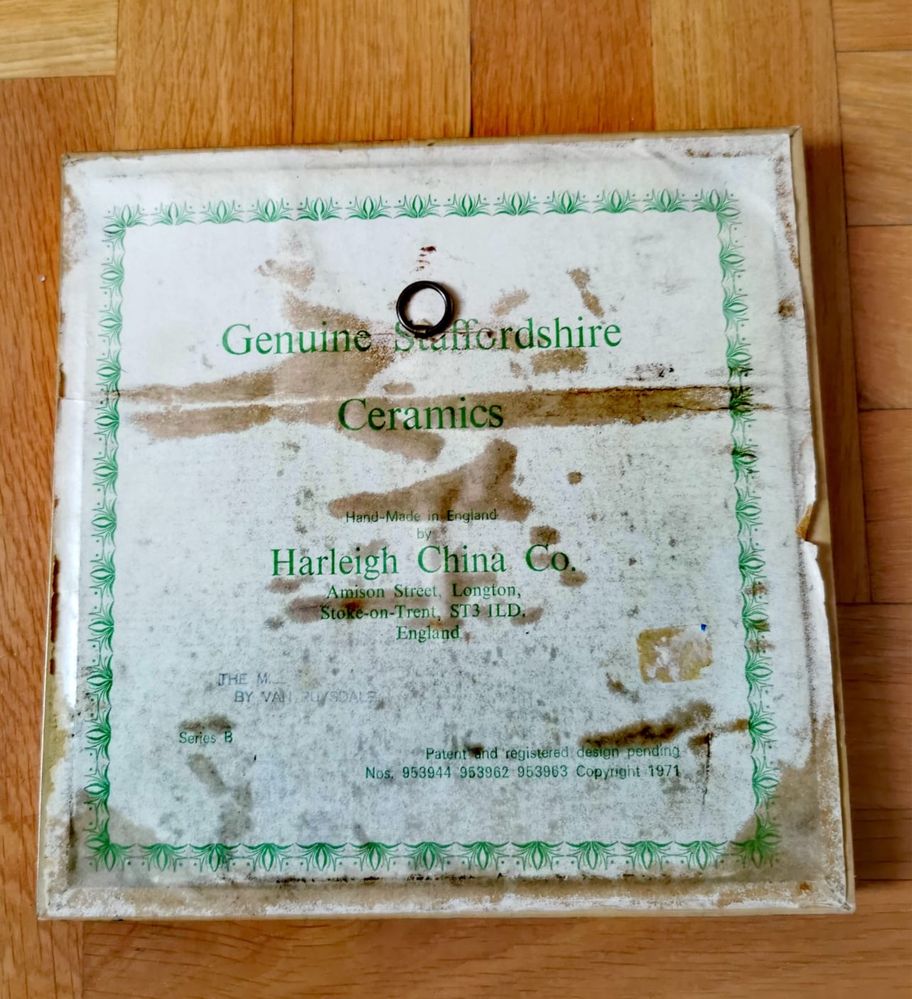 Genuine Staffordshire
Ceramics
Hand-Made in England
by
Harleigh China Co.
Amison Street, Longton,
Stoke-on-Trent, ST3 1LD,
England
THE
BY VAN RUYSDALE
Series B
Patent and registered design pending
Nos. 953944 953962 953963 Copyright 1971